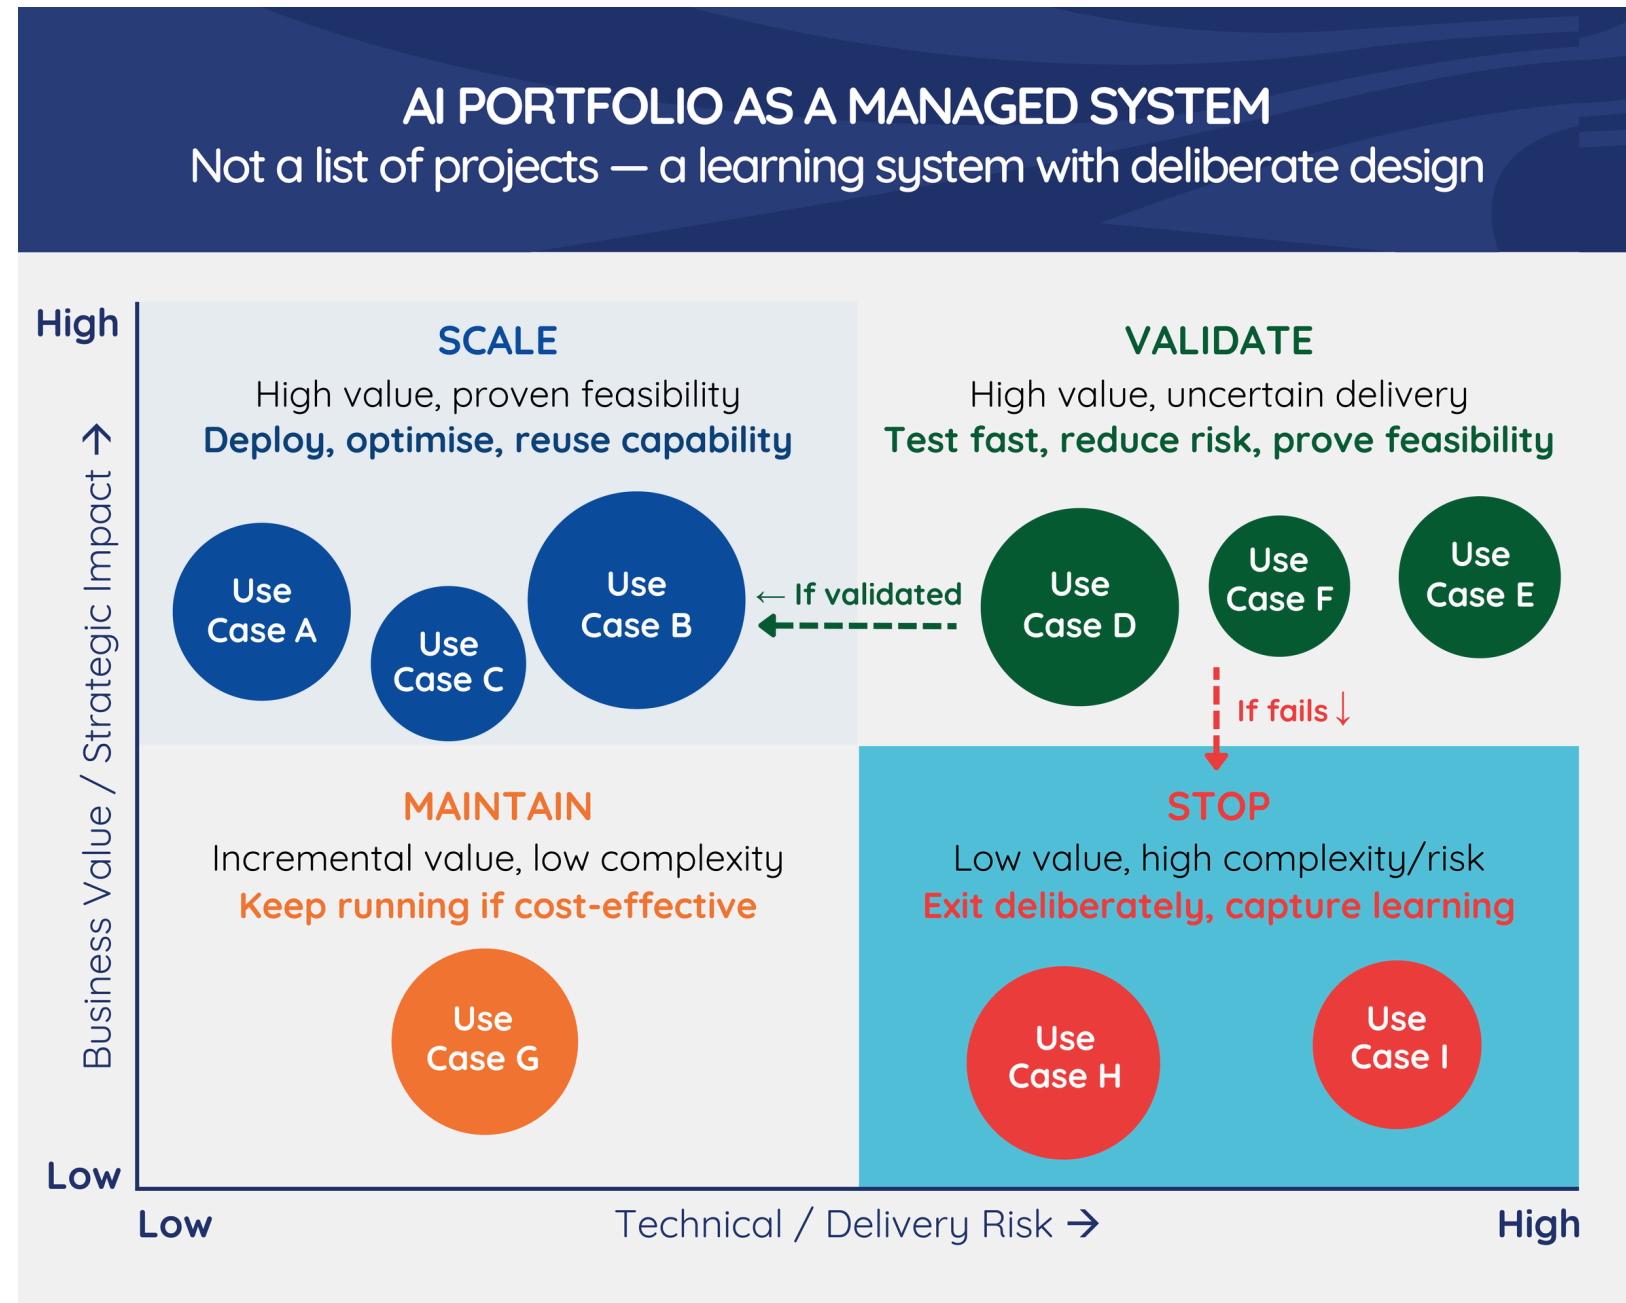 AI PORTFOLIO AS A MANAGED SYSTEM
Not a list of projects — a learning system with deliberate design
High
Business Value / Strategic Impact →
SCALE
High value, proven feasibility
Deploy, optimise, reuse capability
Use
Case A
Use
Case C
Use
Case B
← If validated
VALIDATE
High value, uncertain delivery
Test fast, reduce risk, prove feasibility
Use
Case D
Use
Case F
Use
Case E
If fails ↓
MAINTAIN
Incremental value, low complexity
Keep running if cost-effective
Use
Case G
STOP
Low value, high complexity/risk
Exit deliberately, capture learning
Use
Case H
Use
Case I
Low
Low
Technical / Delivery Risk →
High